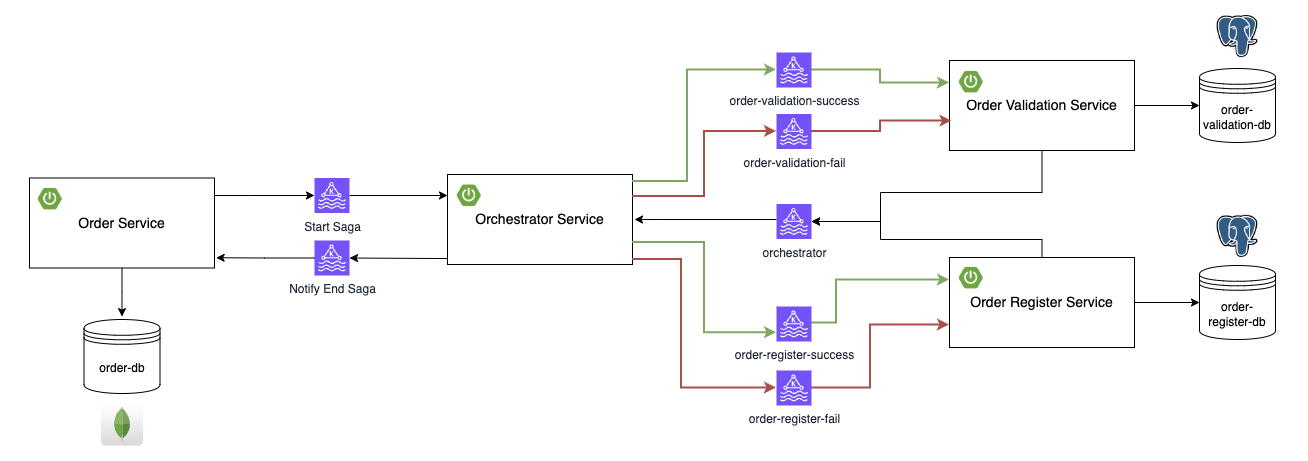 order-validation-success
order-validation-fail
Order Validation Service
order-
validation-db
Order Service
Start Saga
Notify End Saga
Orchestrator Service
orchestrator
order-db
order-register-success
order-register-fail
Order Register Service
order-
register-db
K
K
K
K
K
K
K